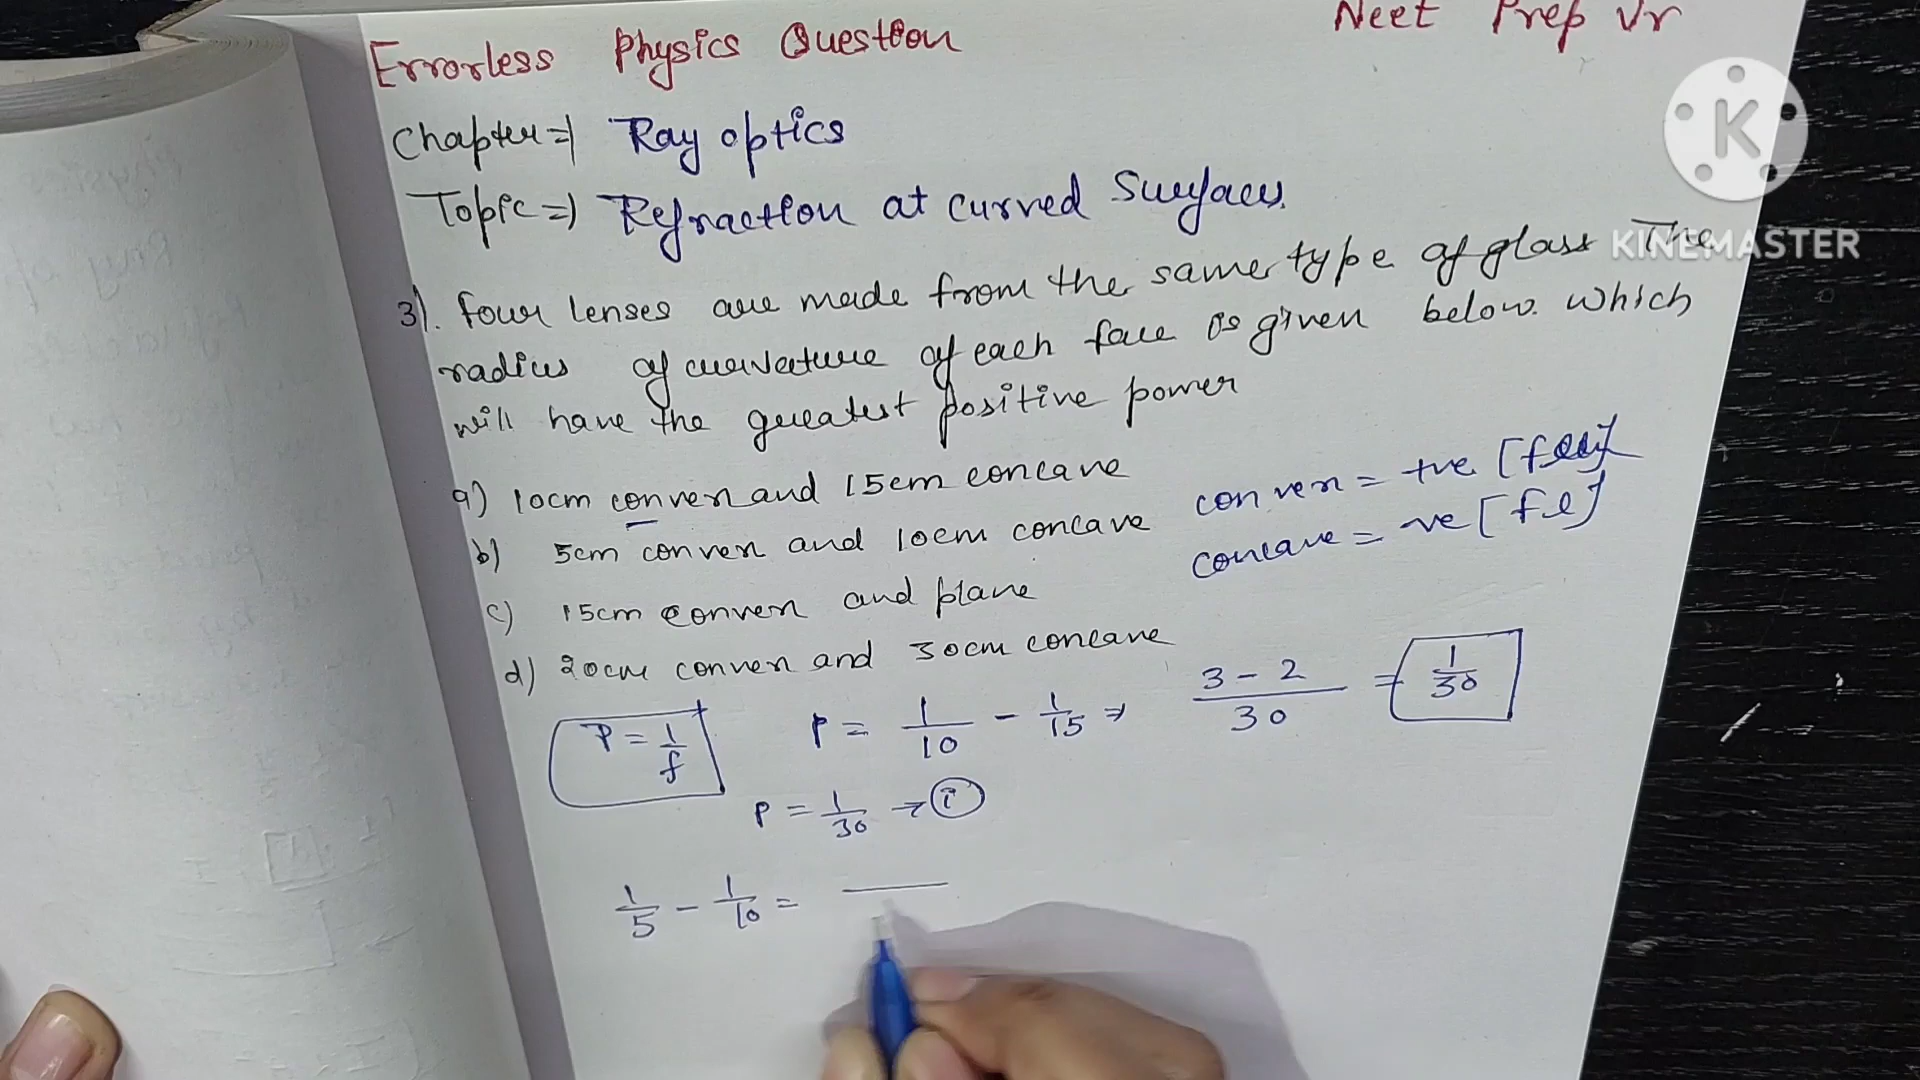 Neet Prep Vr
Errorless Physics Question
Chapter ⇒ Ray optics
Topic ⇒ Refraction at curved Surfaces.
K
KINEMASTER
3). four lenses are made from the same type of glass The
radius of curvature of each face is given below. which
will have the greatest positive power
a) 10cm convex and 15cm concave
b) 5cm convex and 10cm concave
c) 15cm convex and plane
d) 20cm convex and 30cm concave
convex = +ve
concave = -ve [f.l]
P = 1/f
P = 1/10 - 1/15 ⇒ 3 - 2 / 30 = 1/30
P = 1/30 → i
1/5 - 1/10 =